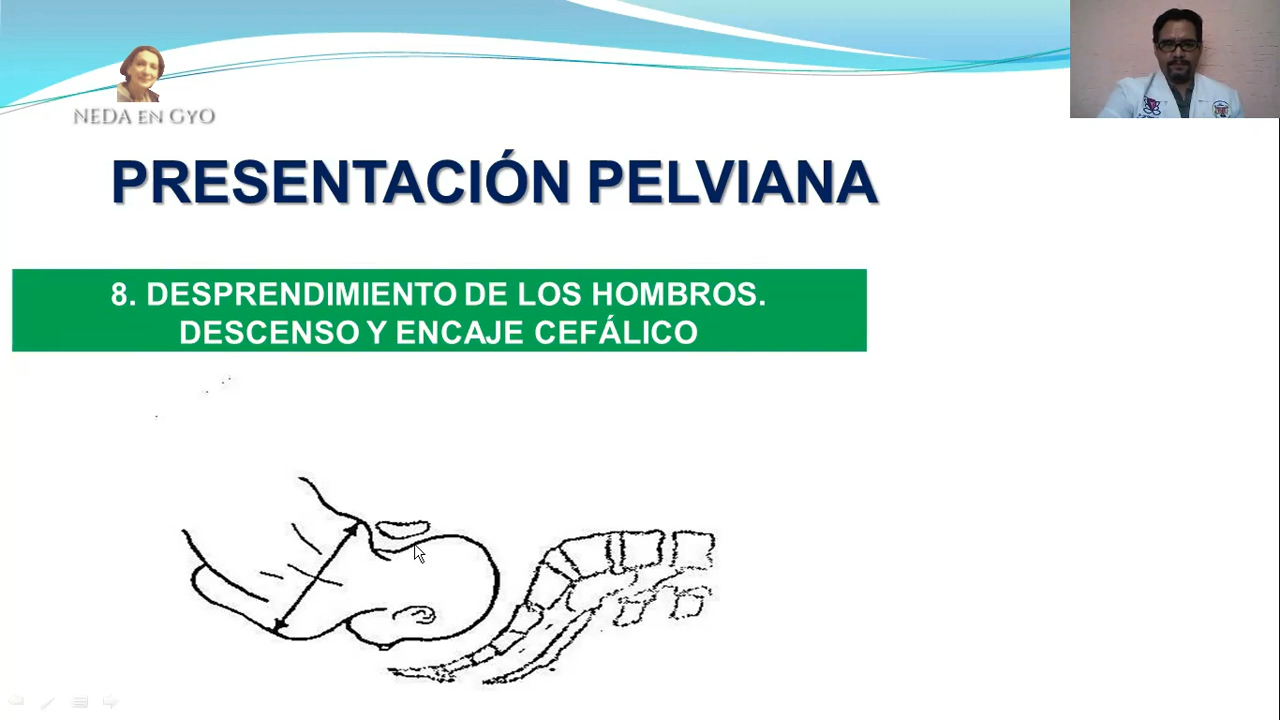 NEDA EN GYO
PRESENTACIÓN PELVIANA
8. DESPRENDIMIENTO DE LOS HOMBROS.
DESCENSO Y ENCAJE CEFÁLICO